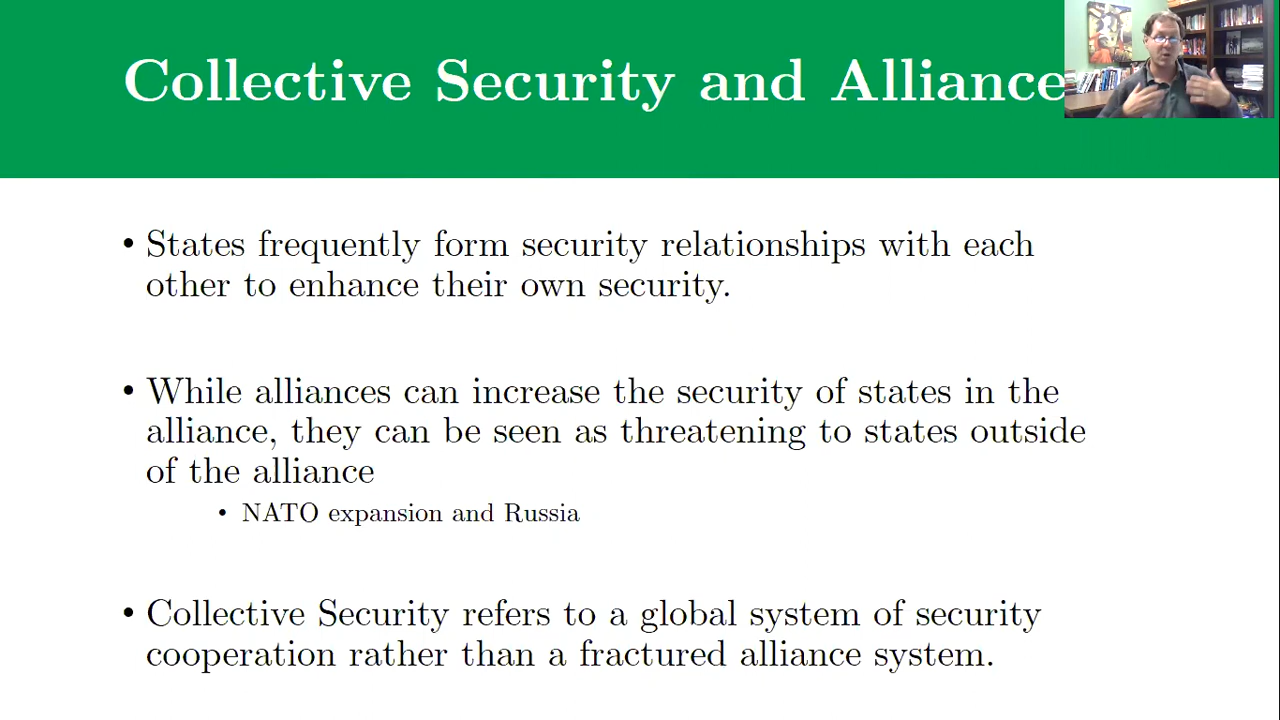 Collective Security and Alliance
• States frequently form security relationships with each
other to enhance their own security.
• While alliances can increase the security of states in the
alliance, they can be seen as threatening to states outside
of the alliance
• NATO expansion and Russia
• Collective Security refers to a global system of security
cooperation rather than a fractured alliance system.